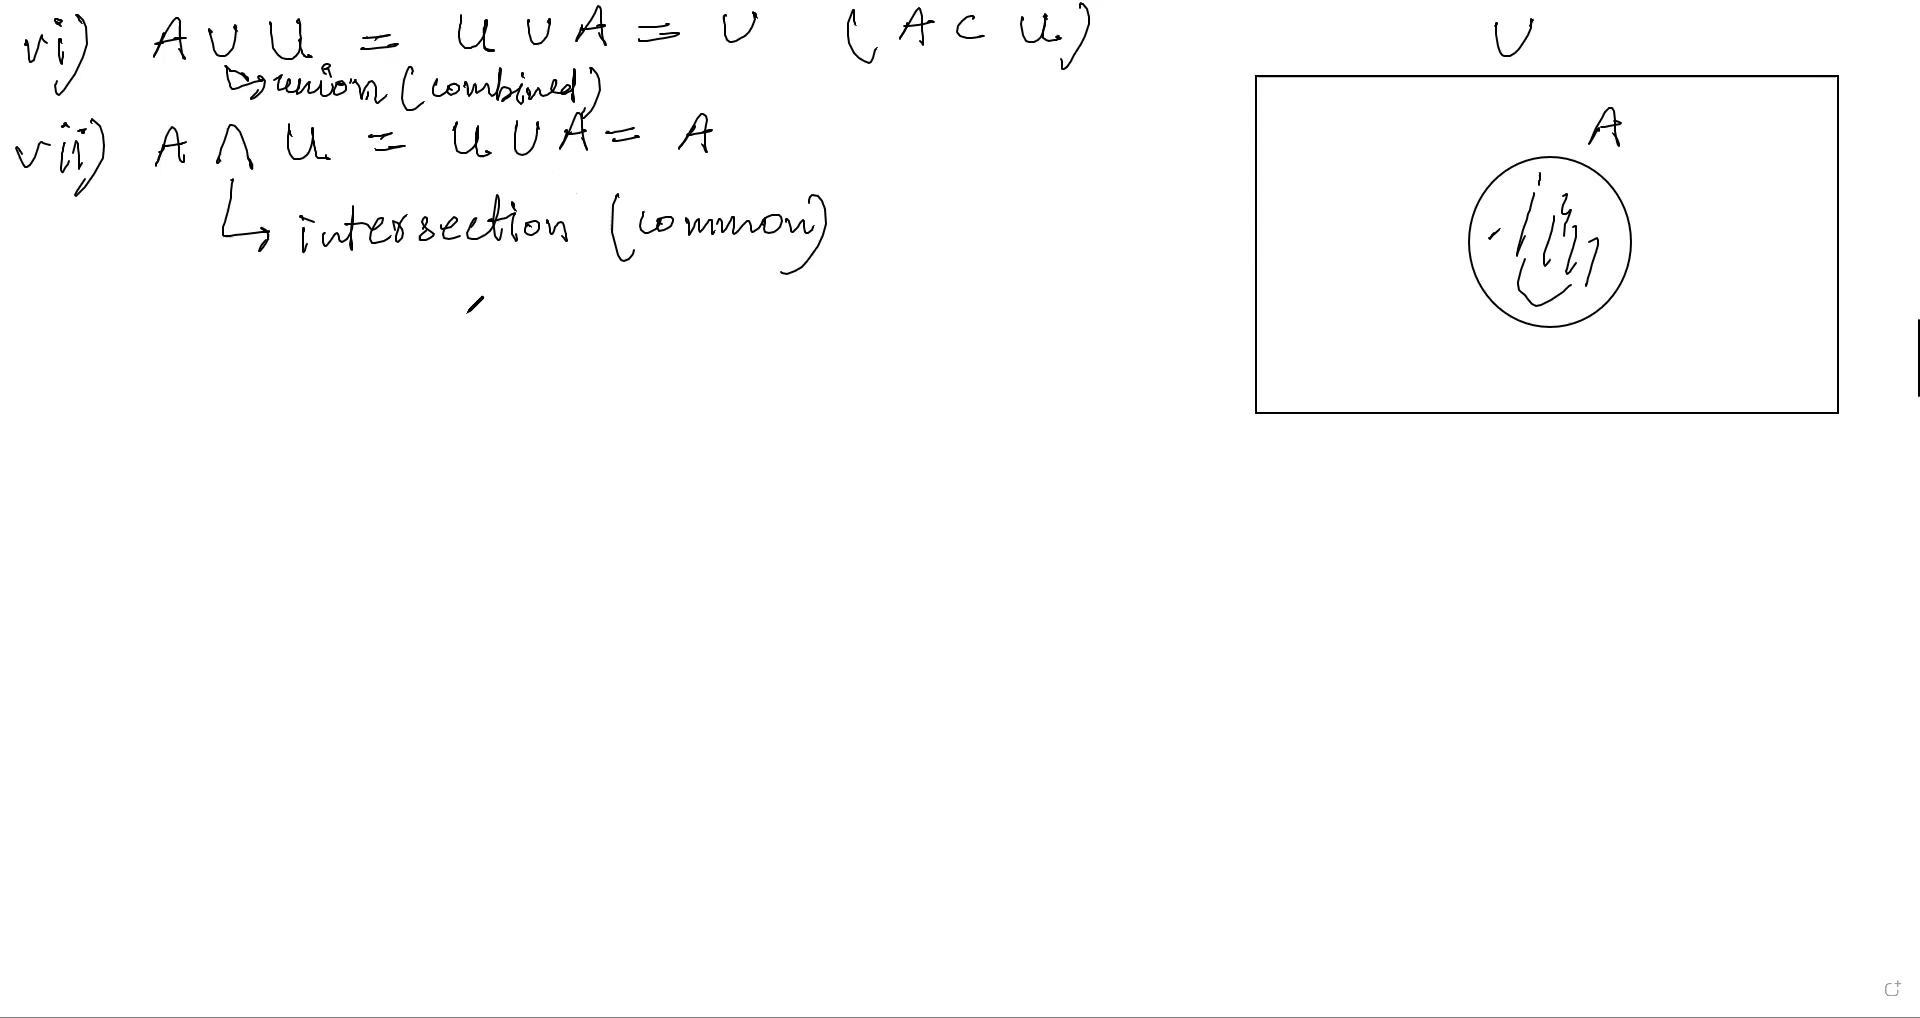 vi) A ∪ U = U ∪ A = U (A ⊂ U)
↳ union (combined)
vii) A ∩ U = U ∪ A = A
↳ intersection (common)
U
A